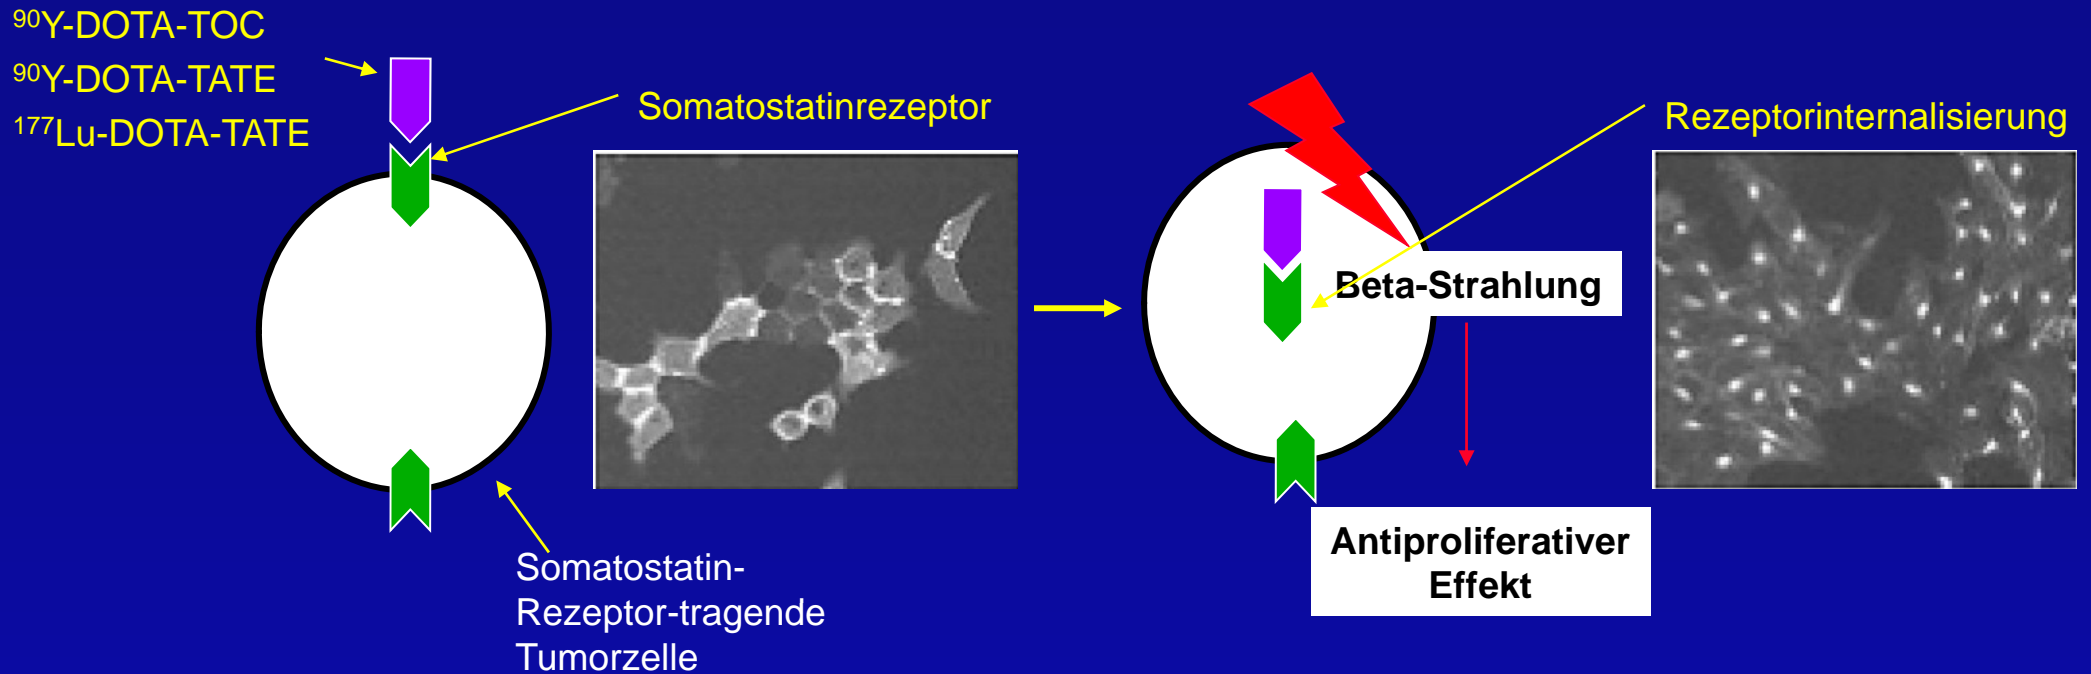 ⁹⁰Y-DOTA-TOC
⁹⁰Y-DOTA-TATE
¹⁷⁷Lu-DOTA-TATE
Somatostatinrezeptor
Somatostatin-
Rezeptor-tragende
Tumorzelle
Rezeptorinternalisierung
Beta-Strahlung
Antiproliferativer
Effekt